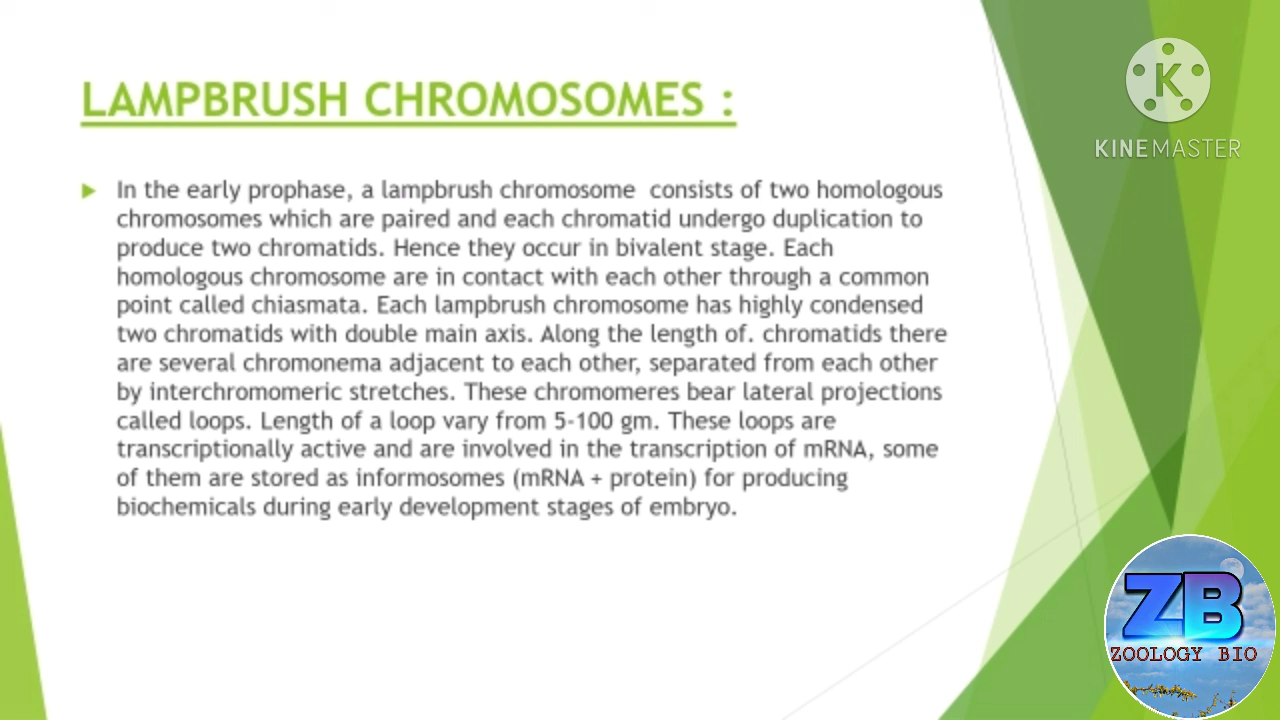 LAMPBRUSH CHROMOSOMES :
K
KINEMASTER
In the early prophase, a lampbrush chromosome consists of two homologous
chromosomes which are paired and each chromatid undergo duplication to
produce two chromatids. Hence they occur in bivalent stage. Each
homologous chromosome are in contact with each other through a common
point called chiasmata. Each lampbrush chromosome has highly condensed
two chromatids with double main axis. Along the length of. chromatids there
are several chromonema adjacent to each other, separated from each other
by interchromomeric stretches. These chromomeres bear lateral projections
called loops. Length of a loop vary from 5-100 gm. These loops are
transcriptionally active and are involved in the transcription of mRNA, some
of them are stored as informosomes (mRNA + protein) for producing
biochemicals during early development stages of embryo.
ZB
ZOOLOGY BIO